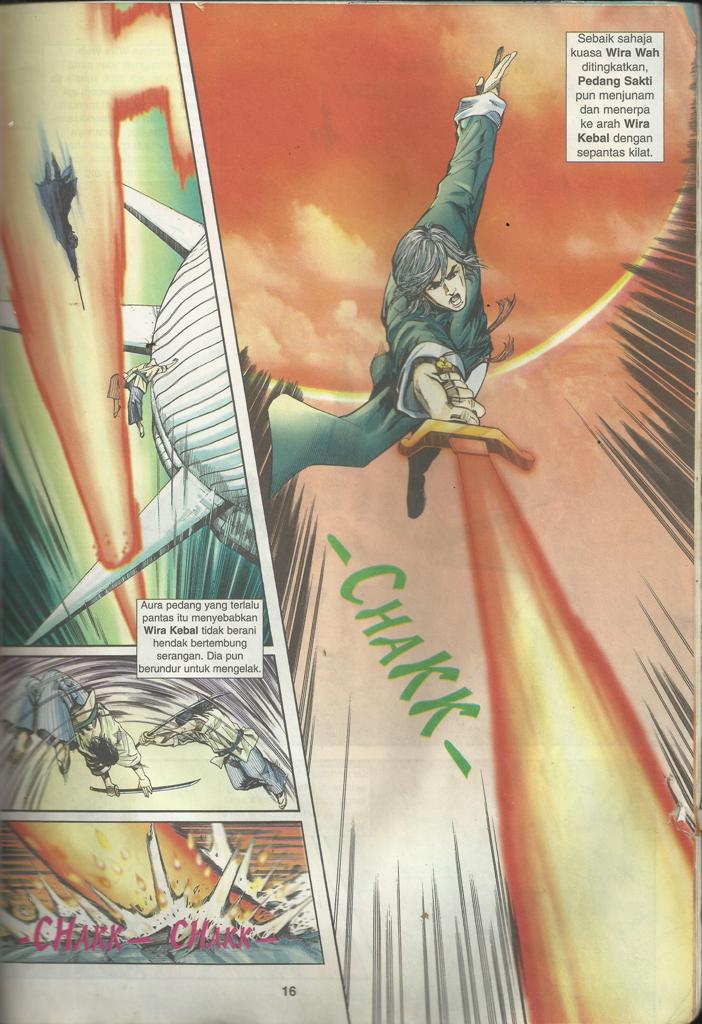 Sebaik sahaja
kuasa Wira Wah
ditingkatkan,
Pedang Sakti
pun menjunam
dan menerpa
ke arah Wira
Kebal dengan
sepantas kilat.
-CHAKK-
Aura pedang yang terlalu
pantas itu menyebabkan
Wira Kebal tidak berani
hendak bertembung
serangan. Dia pun
berundur untuk mengelak.
-CHAKK- CHAKK-
16